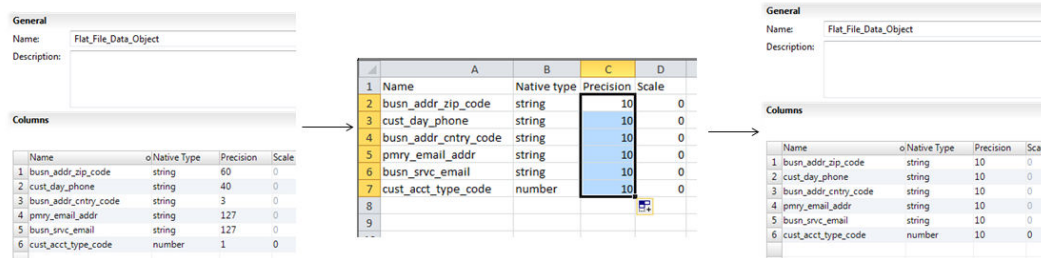 General
Name: Flat_File_Data_Object
Description:
Columns
Name o Native Type Precision Scale
1 busn_addr_zip_code string 60 0
2 cust_day_phone string 40 0
3 busn_addr_cntry_code string 3 0
4 pmry_email_addr string 127 0
5 busn_srvc_email string 127 0
6 cust_acct_type_code number 1 0
A B C D
1 Name Native type Precision Scale
2 busn_addr_zip_code string 10 0
3 cust_day_phone string 10 0
4 busn_addr_cntry_code string 10 0
5 pmry_email_addr string 10 0
6 busn_srvc_email string 10 0
7 cust_acct_type_code number 10 0
8
9
General
Name: Flat_File_Data_Object
Description:
Columns
Name o Native Type Precision Sca
1 busn_addr_zip_code string 10 0
2 cust_day_phone string 10 0
3 busn_addr_cntry_code string 10 0
4 pmry_email_addr string 10 0
5 busn_srvc_email string 10 0
6 cust_acct_type_code number 10 0